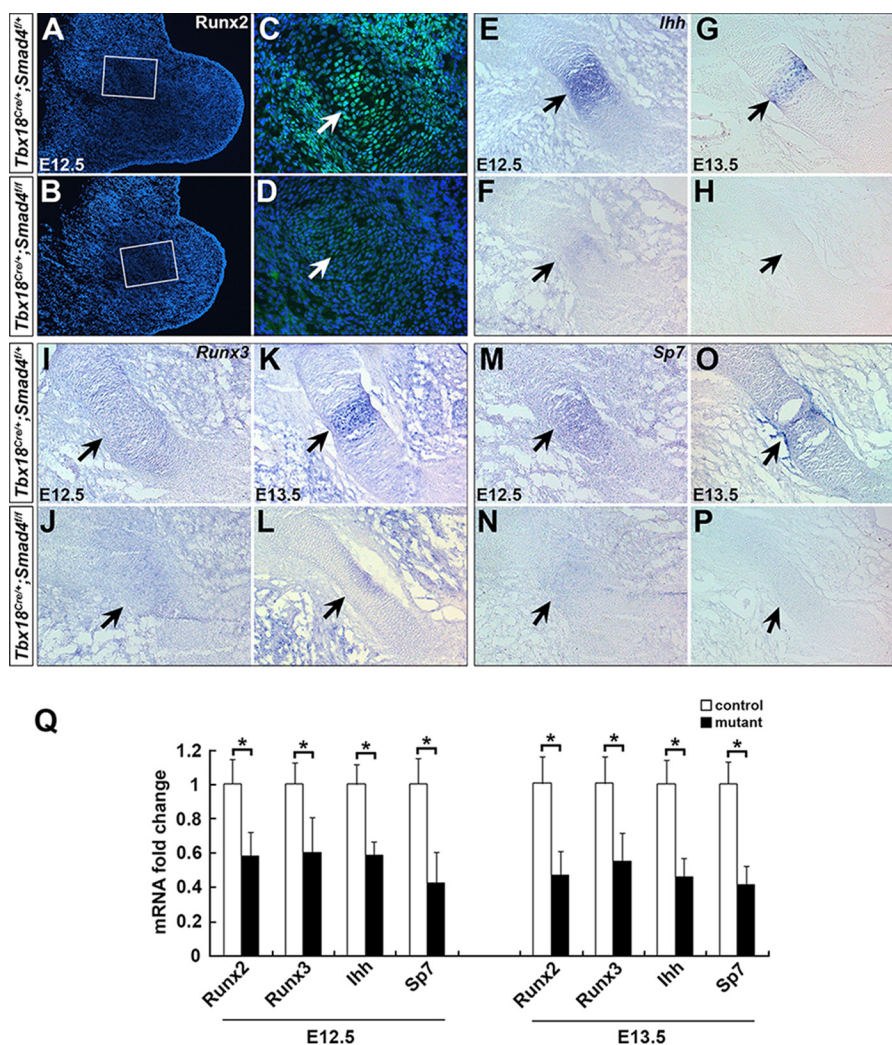 A Runx2 C E Ihh G
Tbx18Cre/+;Smad4f/+
E12.5 E12.5 E13.5
B D F H
Tbx18Cre/+;Smad4f/f
I Runx3 K M Sp7 O
Tbx18Cre/+;Smad4f/+
E12.5 E13.5 E12.5 E13.5
J L N P
Tbx18Cre/+;Smad4f/f
Q
control
mutant
* * * * * * * *
mRNA fold change
1.2
1
0.8
0.6
0.4
0.2
0
Runx2 Runx3 Ihh Sp7 Runx2 Runx3 Ihh Sp7
E12.5 E13.5